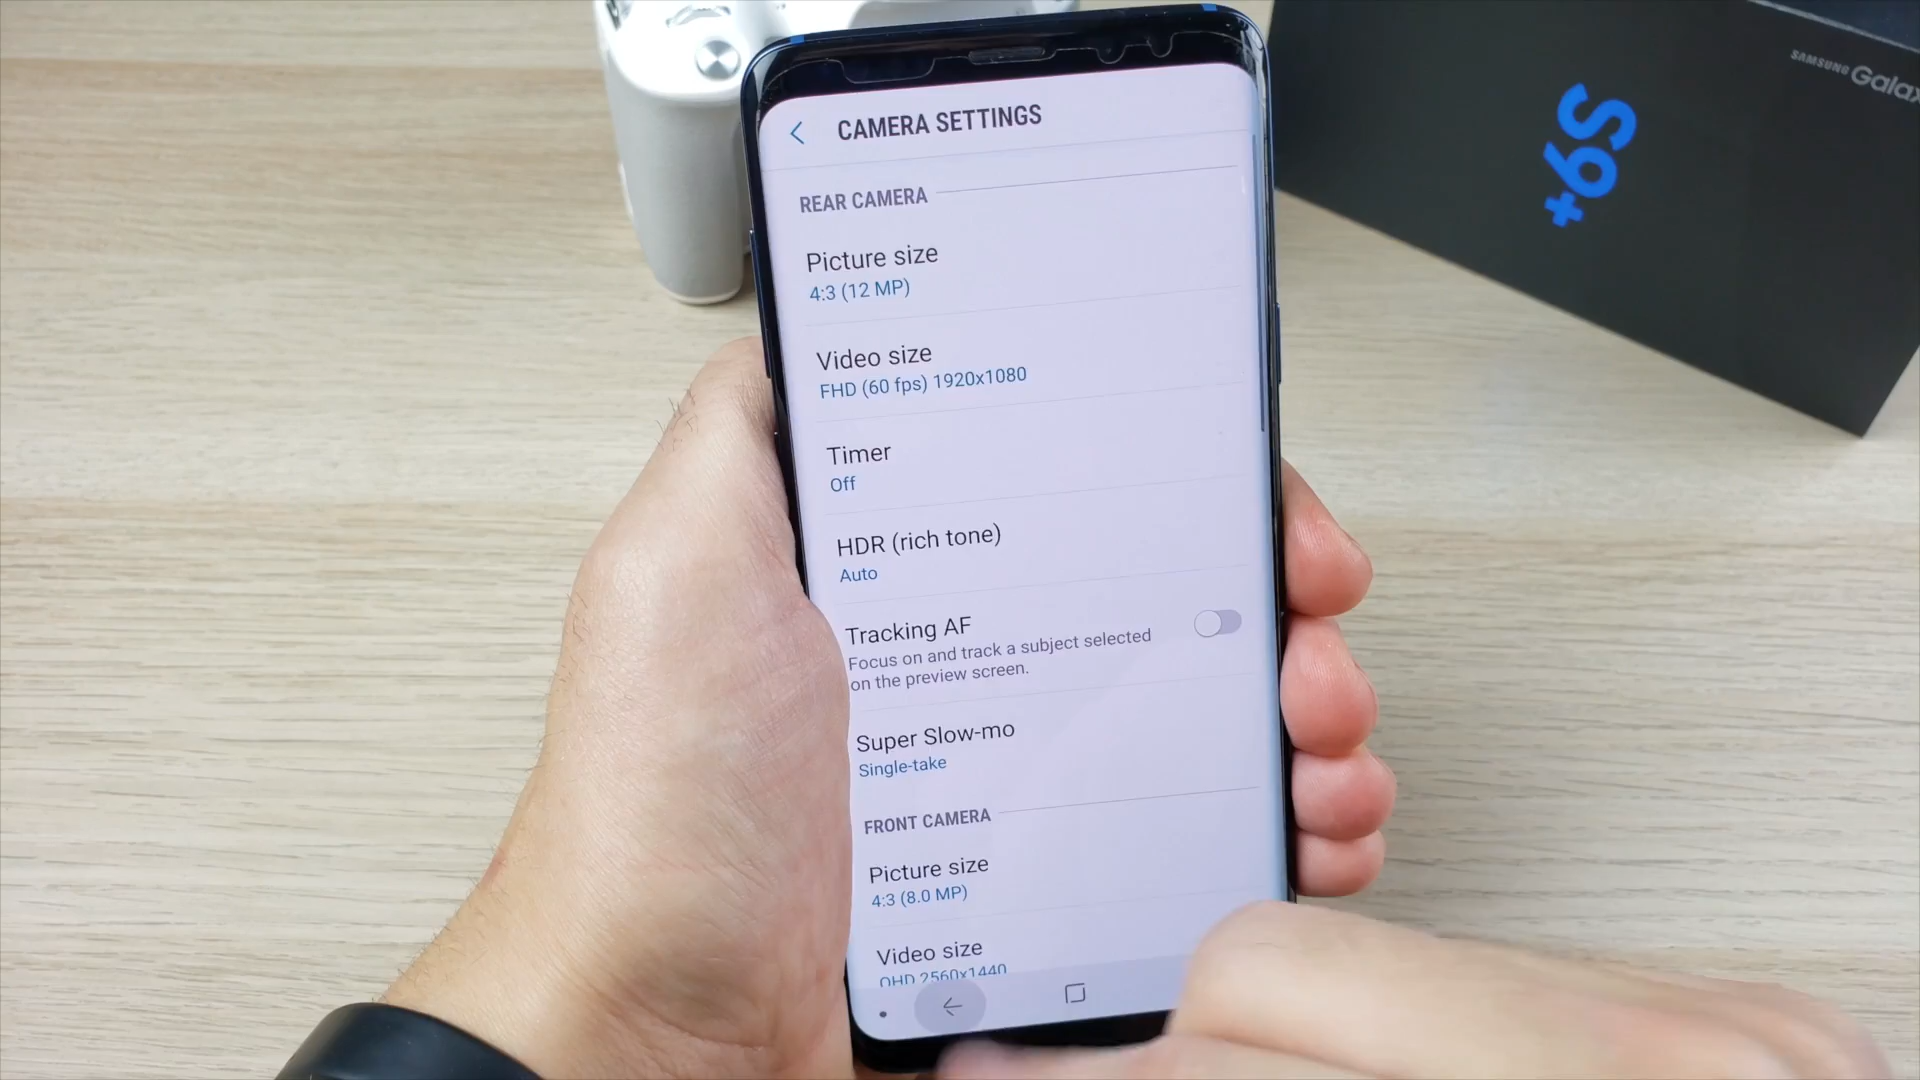 SAMSUNG Galaxy
S9+
CAMERA SETTINGS
REAR CAMERA
Picture size
4:3 (12 MP)
Video size
FHD (60 fps) 1920x1080
Timer
Off
HDR (rich tone)
Auto
Tracking AF
Focus on and track a subject selected
on the preview screen.
Super Slow-mo
Single-take
FRONT CAMERA
Picture size
4:3 (8.0 MP)
Video size
QHD 2560x1440